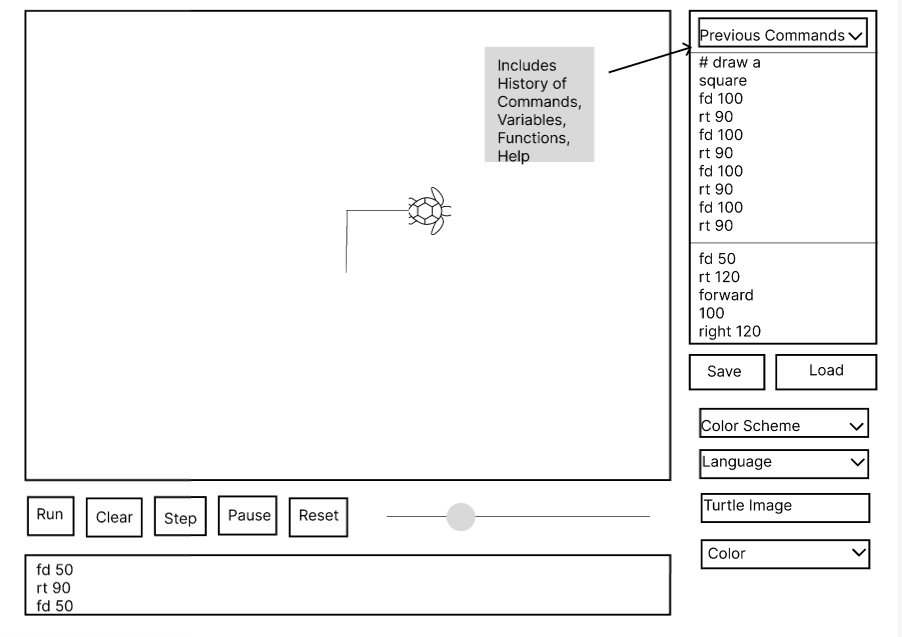 Includes
History of
Commands,
Variables,
Functions,
Help
Previous Commands
# draw a
square
fd 100
rt 90
fd 100
rt 90
fd 100
rt 90
fd 100
rt 90
fd 50
rt 120
forward
100
right 120
Save
Load
Color Scheme
Language
Turtle Image
Color
Run
Clear
Step
Pause
Reset
fd 50
rt 90
fd 50